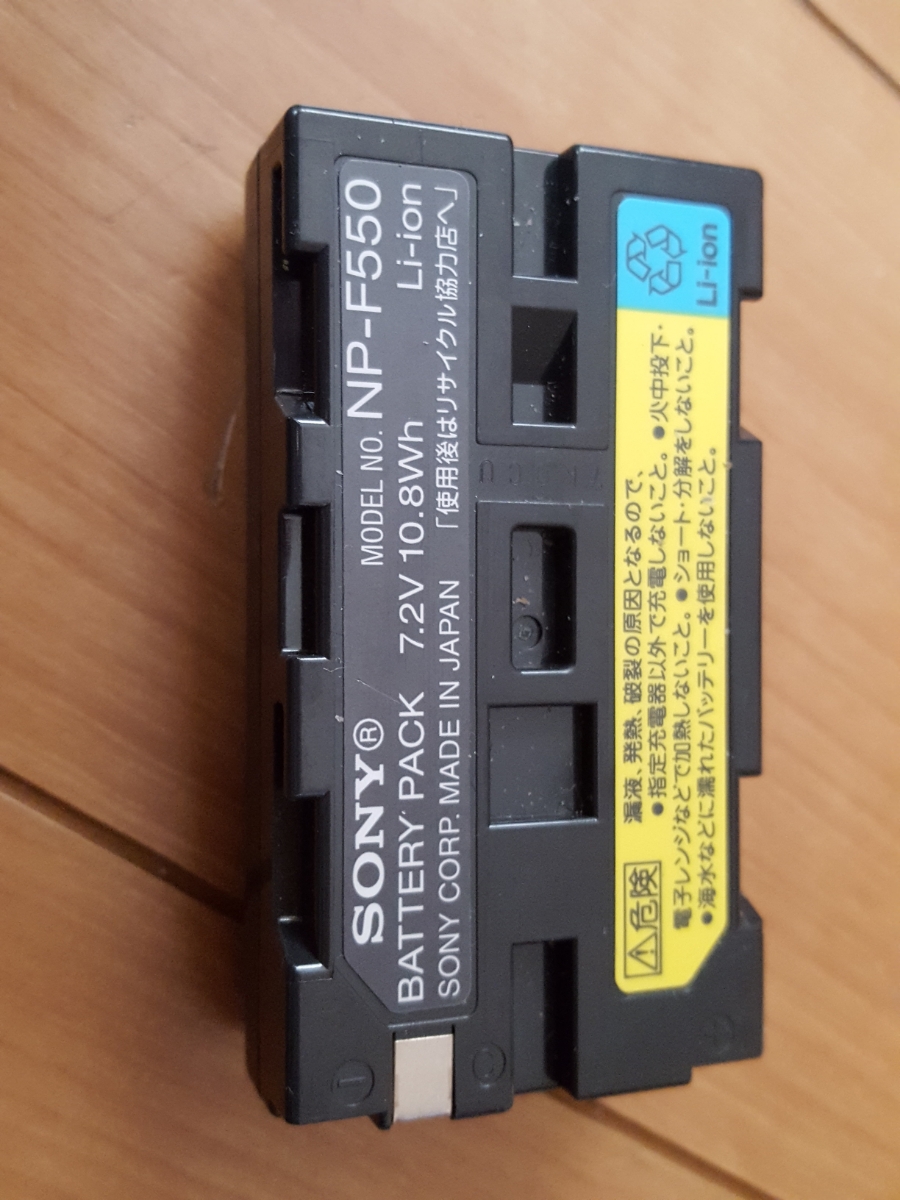 SONY® MODEL NO. NP-F550
BATTERY PACK 7.2V 10.8Wh Li-ion
SONY CORP. MADE IN JAPAN 「使用後はリサイクル協力店へ」
危険
漏液、発熱、破裂の原因となるので、
●指定充電器以外で充電しないこと。●火中投下・
電子レンジなどで加熱しないこと。●ショート・分解をしないこと。
●海水などに濡れたバッテリーを使用しないこと。
Li-ion